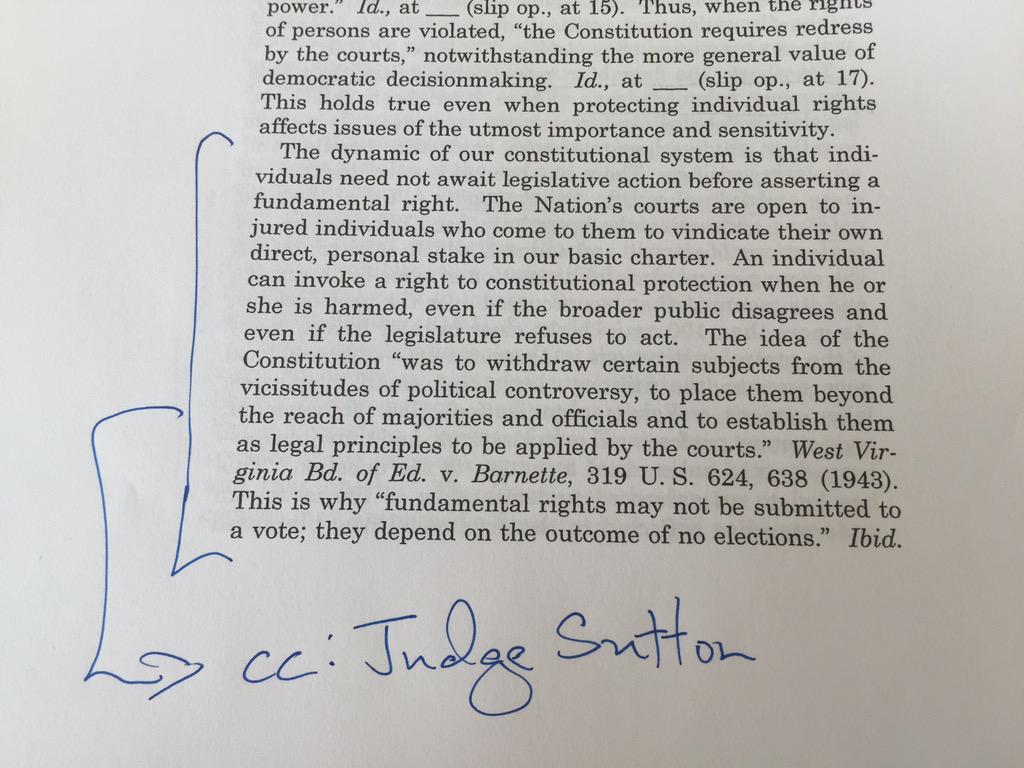 power.” Id., at ___ (slip op., at 15). Thus, when the rights
of persons are violated, “the Constitution requires redress
by the courts,” notwithstanding the more general value of
democratic decisionmaking. Id., at ___ (slip op., at 17).
This holds true even when protecting individual rights
affects issues of the utmost importance and sensitivity.
The dynamic of our constitutional system is that indi-
viduals need not await legislative action before asserting a
fundamental right. The Nation’s courts are open to in-
jured individuals who come to them to vindicate their own
direct, personal stake in our basic charter. An individual
can invoke a right to constitutional protection when he or
she is harmed, even if the broader public disagrees and
even if the legislature refuses to act. The idea of the
Constitution “was to withdraw certain subjects from the
vicissitudes of political controversy, to place them beyond
the reach of majorities and officials and to establish them
as legal principles to be applied by the courts.” West Vir-
ginia Bd. of Ed. v. Barnette, 319 U. S. 624, 638 (1943).
This is why “fundamental rights may not be submitted to
a vote; they depend on the outcome of no elections.” Ibid.
cc: Judge Sutton